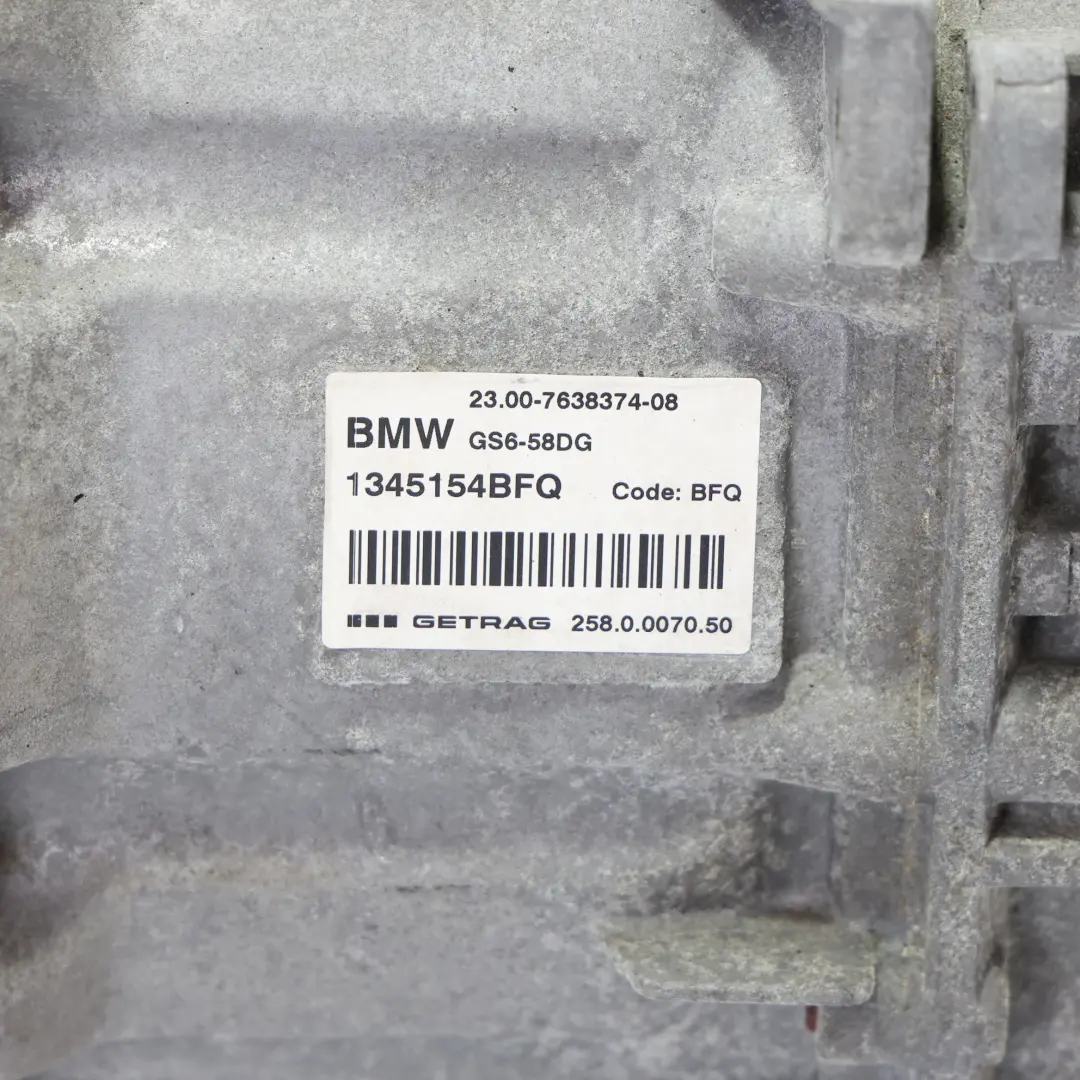 23.00-7638374-08
BMW GS6-58DG
1345154BFQ Code: BFQ
GETRAG 258.0.0070.50